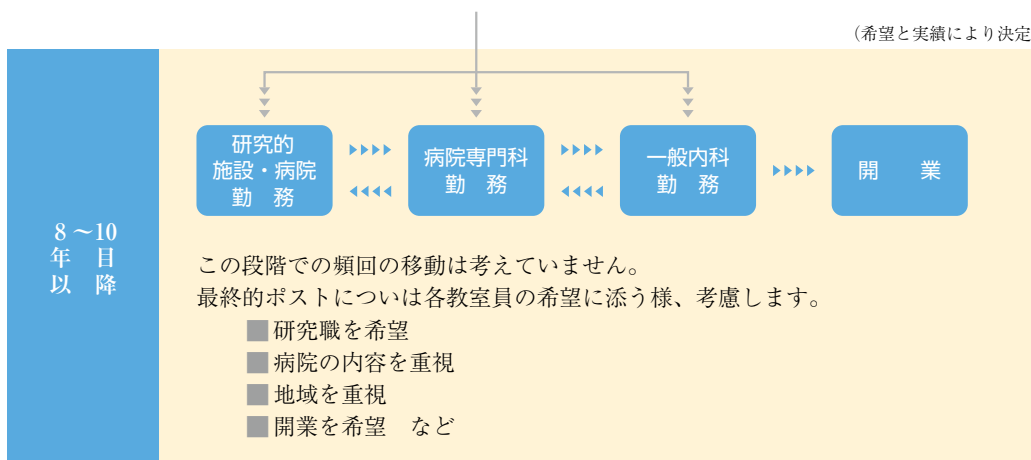 （希望と実績により決定
研究的
施設・病院
勤　務
病院専門科
勤　務
一般内科
勤　務
開　　業
8～10
年　目
以　降
この段階での頻回の移動は考えていません。
最終的ポストについは各教室員の希望に添う様、考慮します。
研究職を希望
病院の内容を重視
地域を重視
開業を希望　など